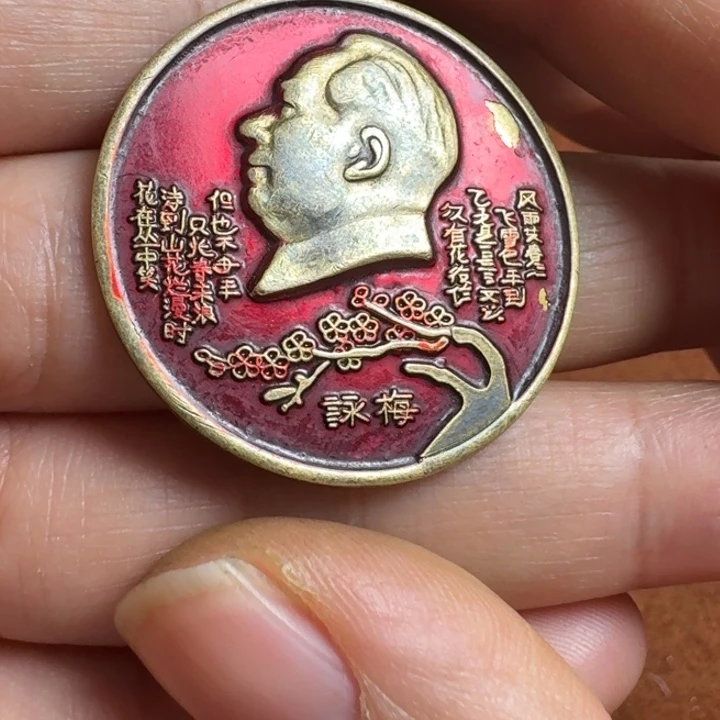 风雨送春归
飞雪迎春到
已是悬崖百丈冰
犹有花枝俏
俏也不争春
只把春来报
待到山花烂漫时
她在丛中笑
詠梅